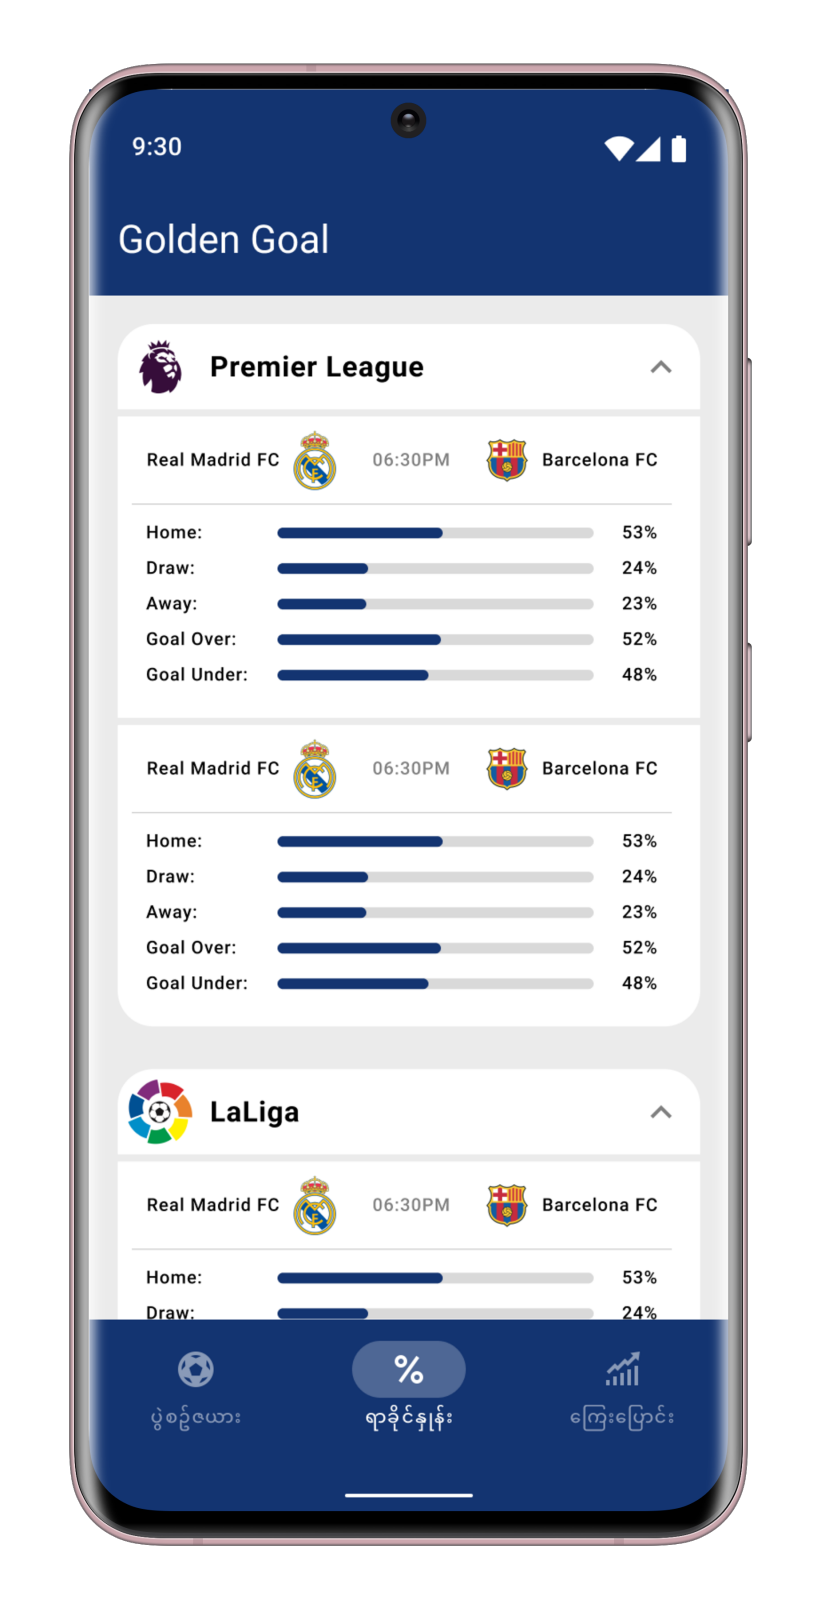 9:30
Golden Goal
Premier League
Real Madrid FC 06:30PM Barcelona FC
Home: 53%
Draw: 24%
Away: 23%
Goal Over: 52%
Goal Under: 48%
Real Madrid FC 06:30PM Barcelona FC
Home: 53%
Draw: 24%
Away: 23%
Goal Over: 52%
Goal Under: 48%
LaLiga
Real Madrid FC 06:30PM Barcelona FC
Home: 53%
Draw: 24%
%
ပွဲစဥ်ဇယား ရာခိုင်နှုန်း ကြေးပြောင်း